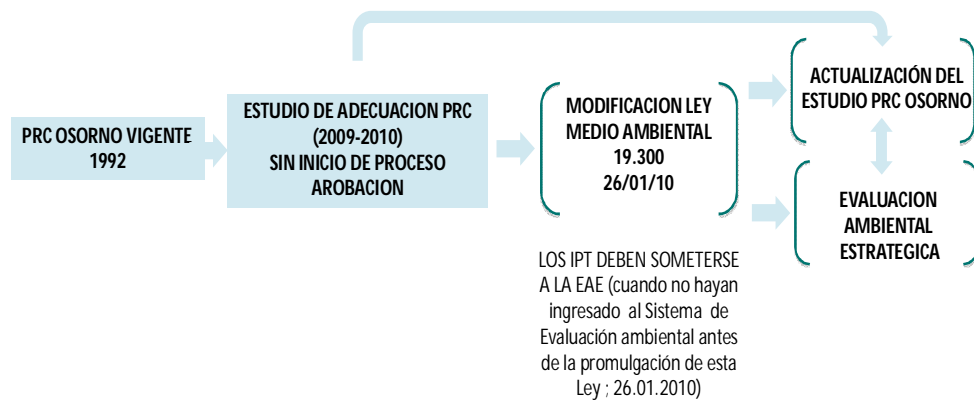 PRC OSORNO VIGENTE
1992
ESTUDIO DE ADECUACION PRC
(2009-2010)
SIN INICIO DE PROCESO
AROBACION
MODIFICACION LEY
MEDIO AMBIENTAL
19.300
26/01/10
LOS IPT DEBEN SOMETERSE
A LA EAE (cuando no hayan
ingresado al Sistema de
Evaluación ambiental antes
de la promulgación de esta
Ley ; 26.01.2010)
ACTUALIZACIÓN DEL
ESTUDIO PRC OSORNO
EVALUACION
AMBIENTAL
ESTRATEGICA